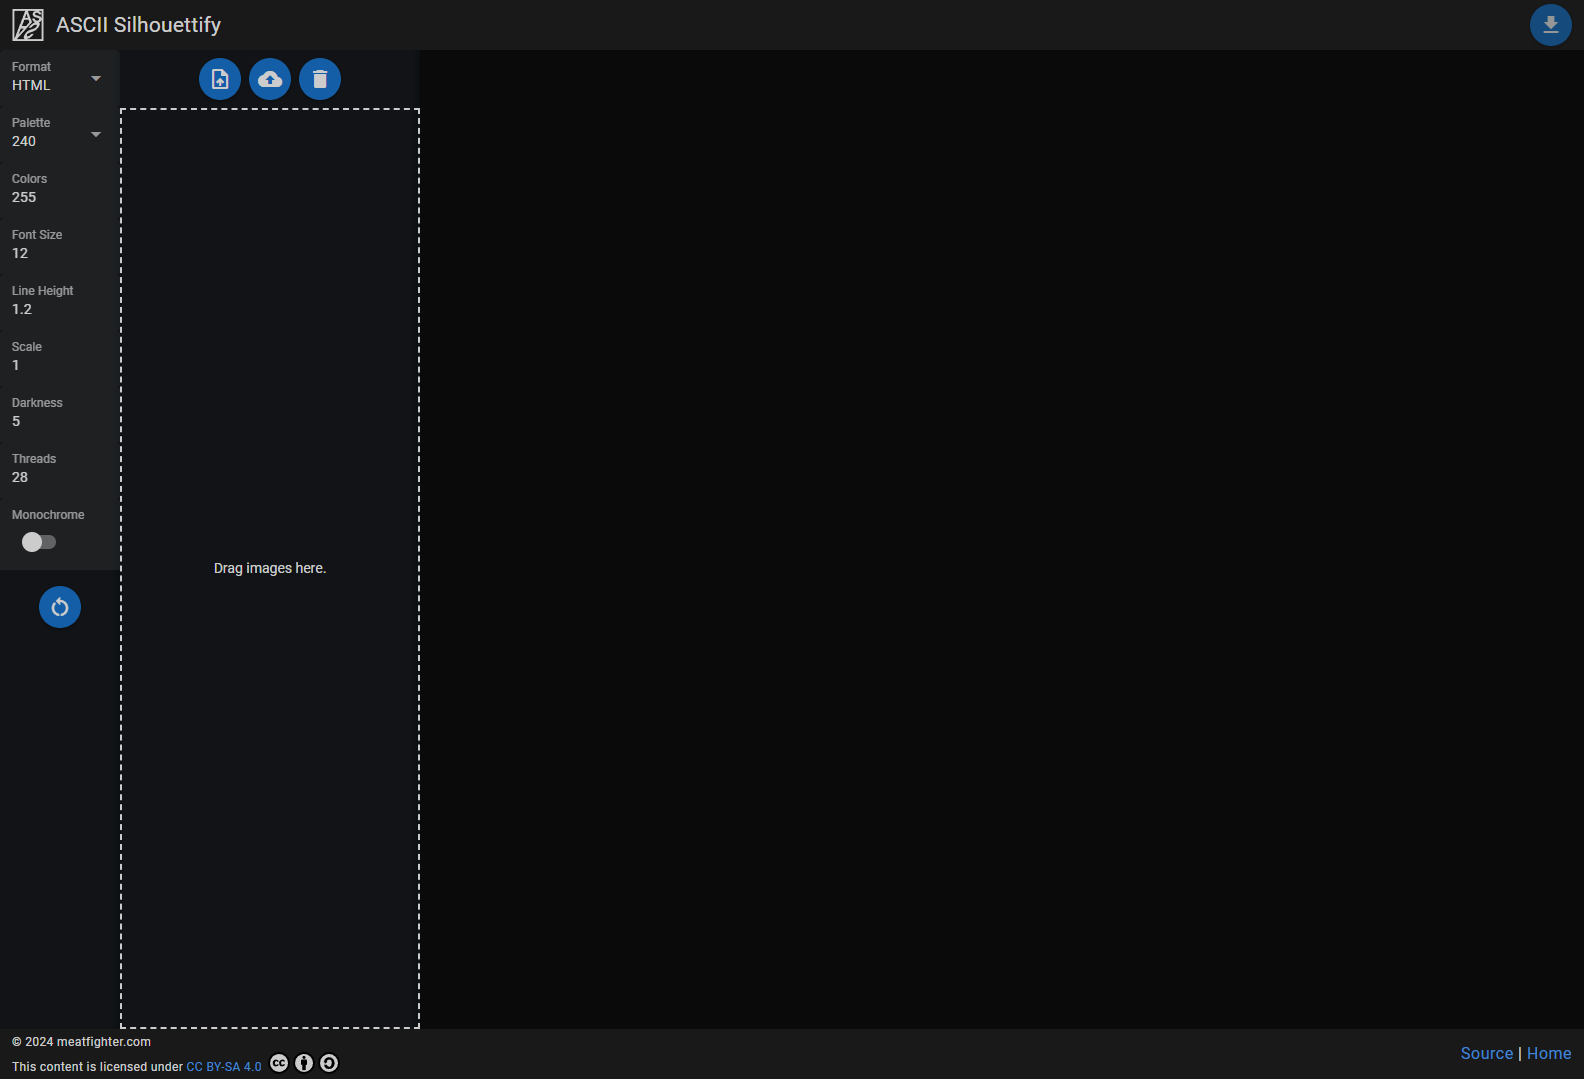 ASCII Silhouettify
Format
HTML
Palette
240
Colors
255
Font Size
12
Line Height
1.2
Scale
1
Darkness
5
Threads
28
Monochrome
Drag images here.
© 2024 meatfighter.com
This content is licensed under CC BY-SA 4.0
Source | Home